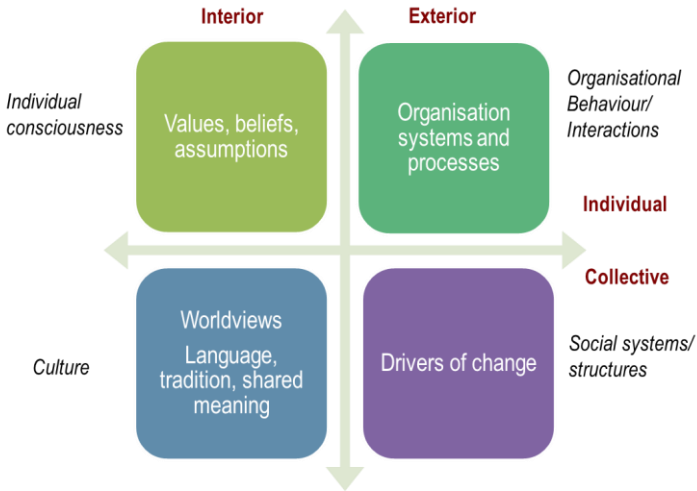 Interior
Exterior
Individual
consciousness
Values, beliefs,
assumptions
Organisation
systems and
processes
Organisational
Behaviour/
Interactions
Individual
Collective
Culture
Worldviews
Language,
tradition, shared
meaning
Drivers of change
Social systems/
structures